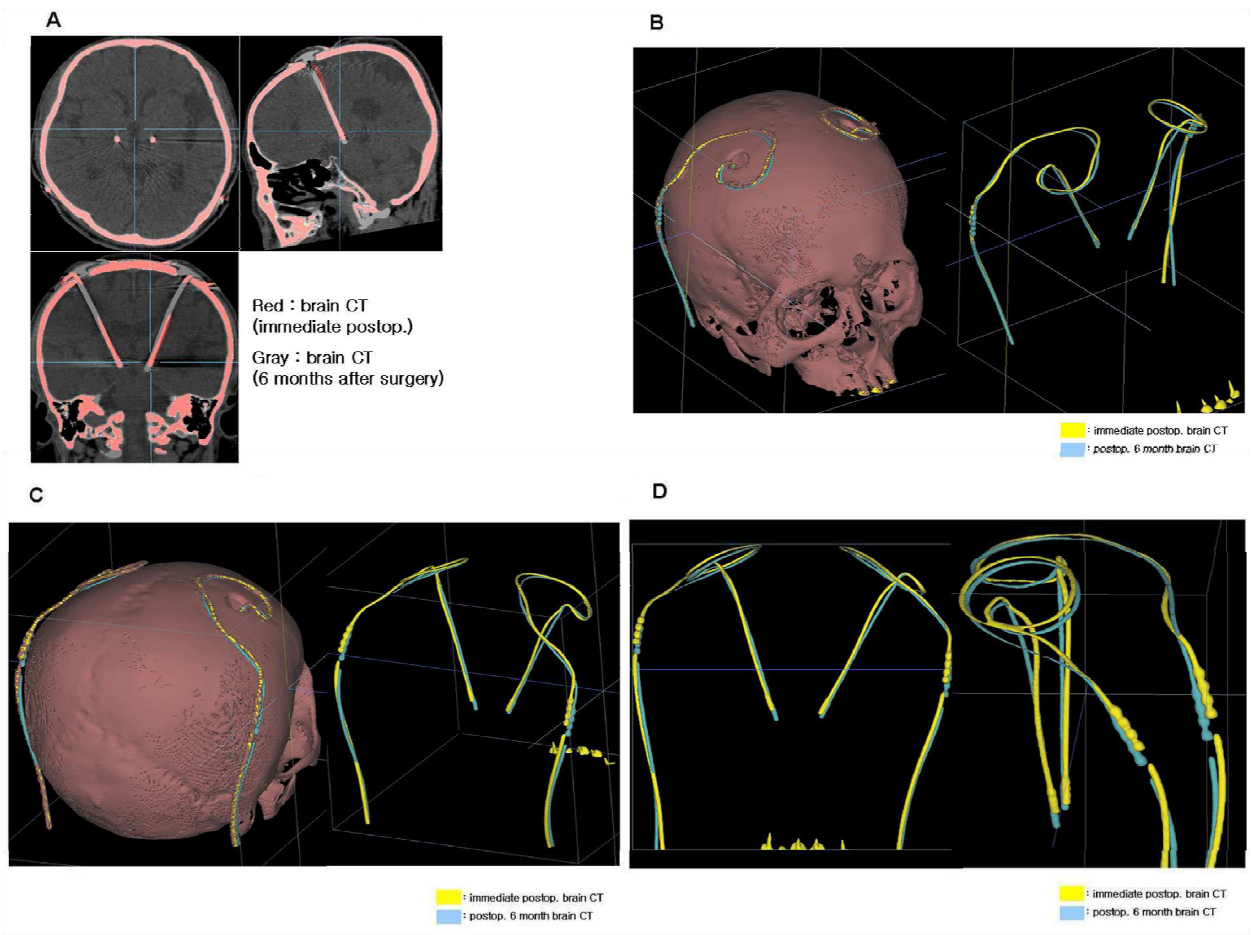 A
B
Red : brain CT
(immediate postop.)
Gray : brain CT
(6 months after surgery)
: immediate postop. brain CT
: postop. 6 month brain CT
C
D
: immediate postop. brain CT
: postop. 6 month brain CT
: immediate postop. brain CT
: postop. 6 month brain CT